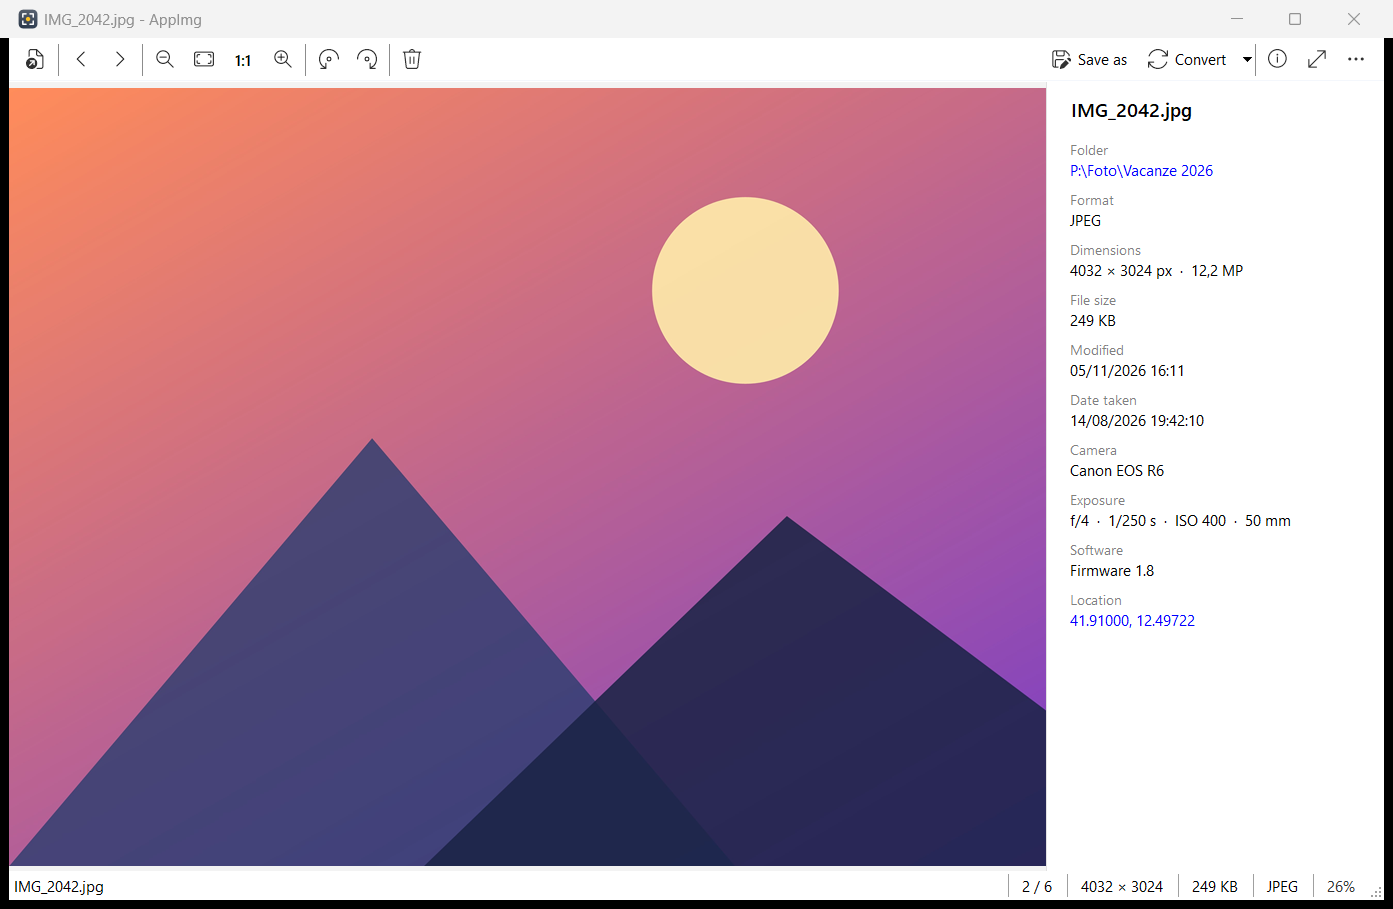 IMG_2042.jpg - AppImg
1:1
Save as
Convert
IMG_2042.jpg
Folder
P:\Foto\Vacanze 2026
Format
JPEG
Dimensions
4032 × 3024 px · 12,2 MP
File size
249 KB
Modified
05/11/2026 16:11
Date taken
14/08/2026 19:42:10
Camera
Canon EOS R6
Exposure
f/4 · 1/250 s · ISO 400 · 50 mm
Software
Firmware 1.8
Location
41.91000, 12.49722
IMG_2042.jpg
2 / 6
4032 × 3024
249 KB
JPEG
26%